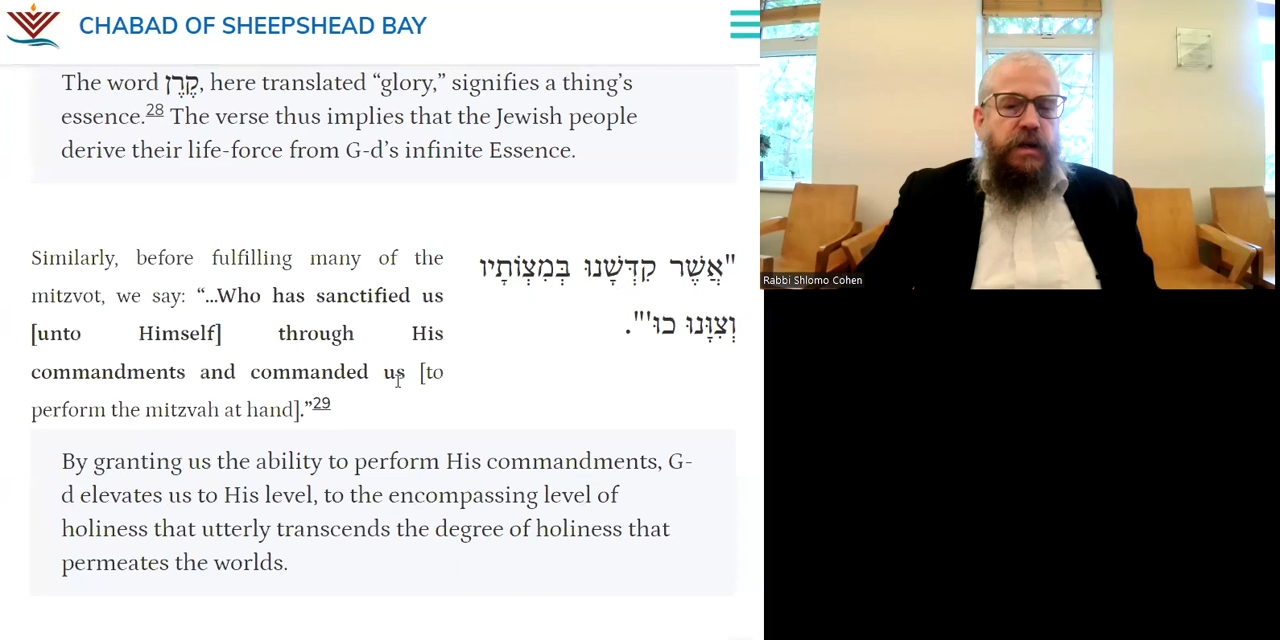 CHABAD OF SHEEPSHEAD BAY
The word קֶרֶן, here translated “glory,” signifies a thing’s
essence.28 The verse thus implies that the Jewish people
derive their life-force from G-d’s infinite Essence.
Similarly, before fulfilling many of the
mitzvot, we say: “...Who has sanctified us
[unto Himself] through His
commandments and commanded us [to
perform the mitzvah at hand].”29
"אֲשֶׁר קִדְּשָׁנוּ בְּמִצְוֹתָיו
וְצִוָּנוּ כוּ'".
By granting us the ability to perform His commandments, G-
d elevates us to His level, to the encompassing level of
holiness that utterly transcends the degree of holiness that
permeates the worlds.
Rabbi Shlomo Cohen